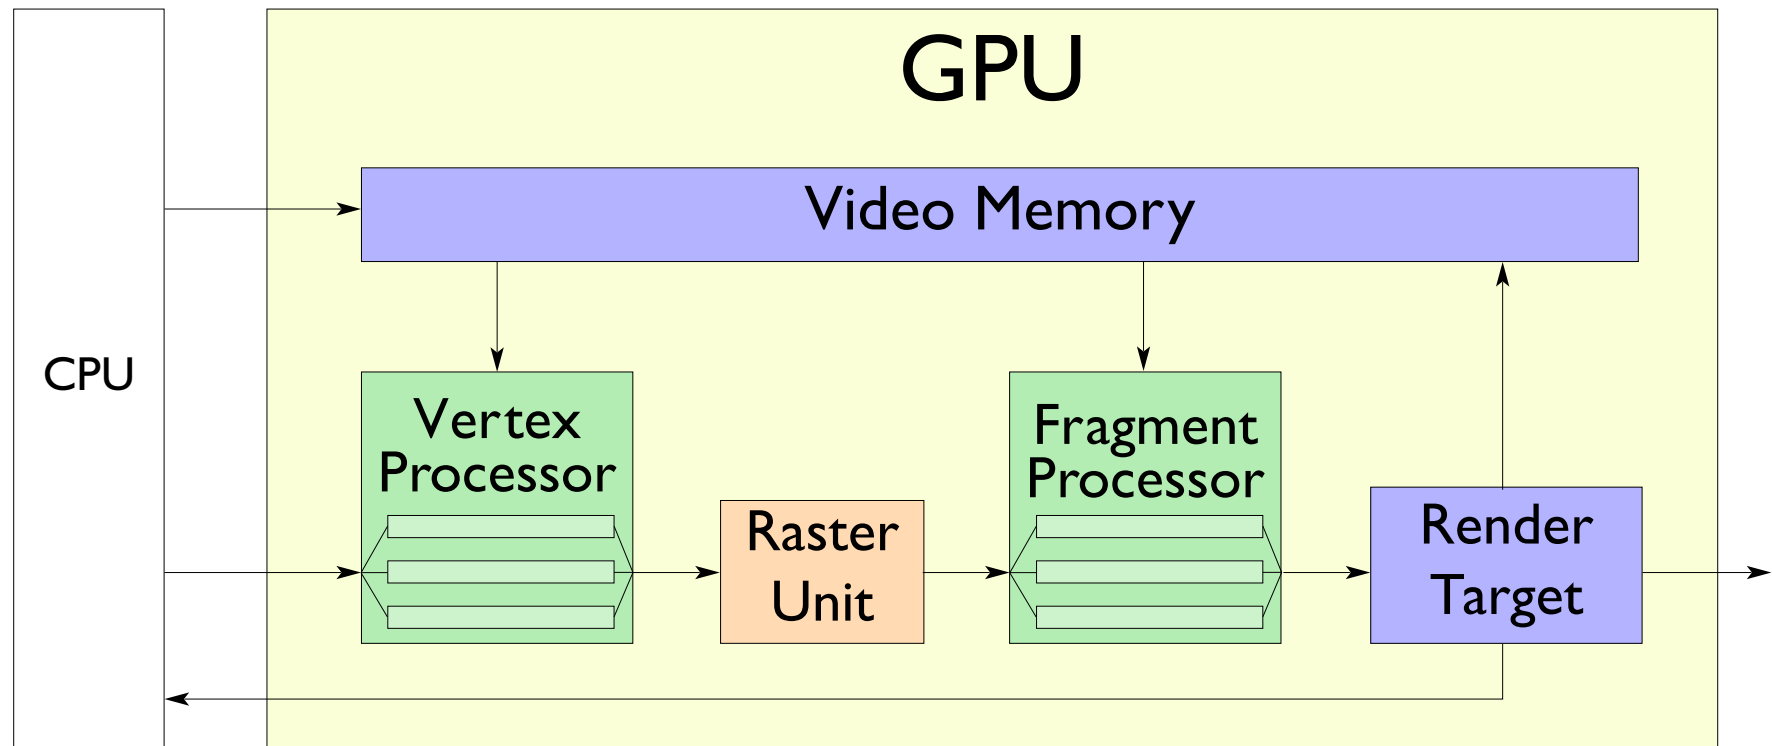 GPU
Video Memory
CPU
Vertex
Processor
Raster
Unit
Fragment
Processor
Render
Target